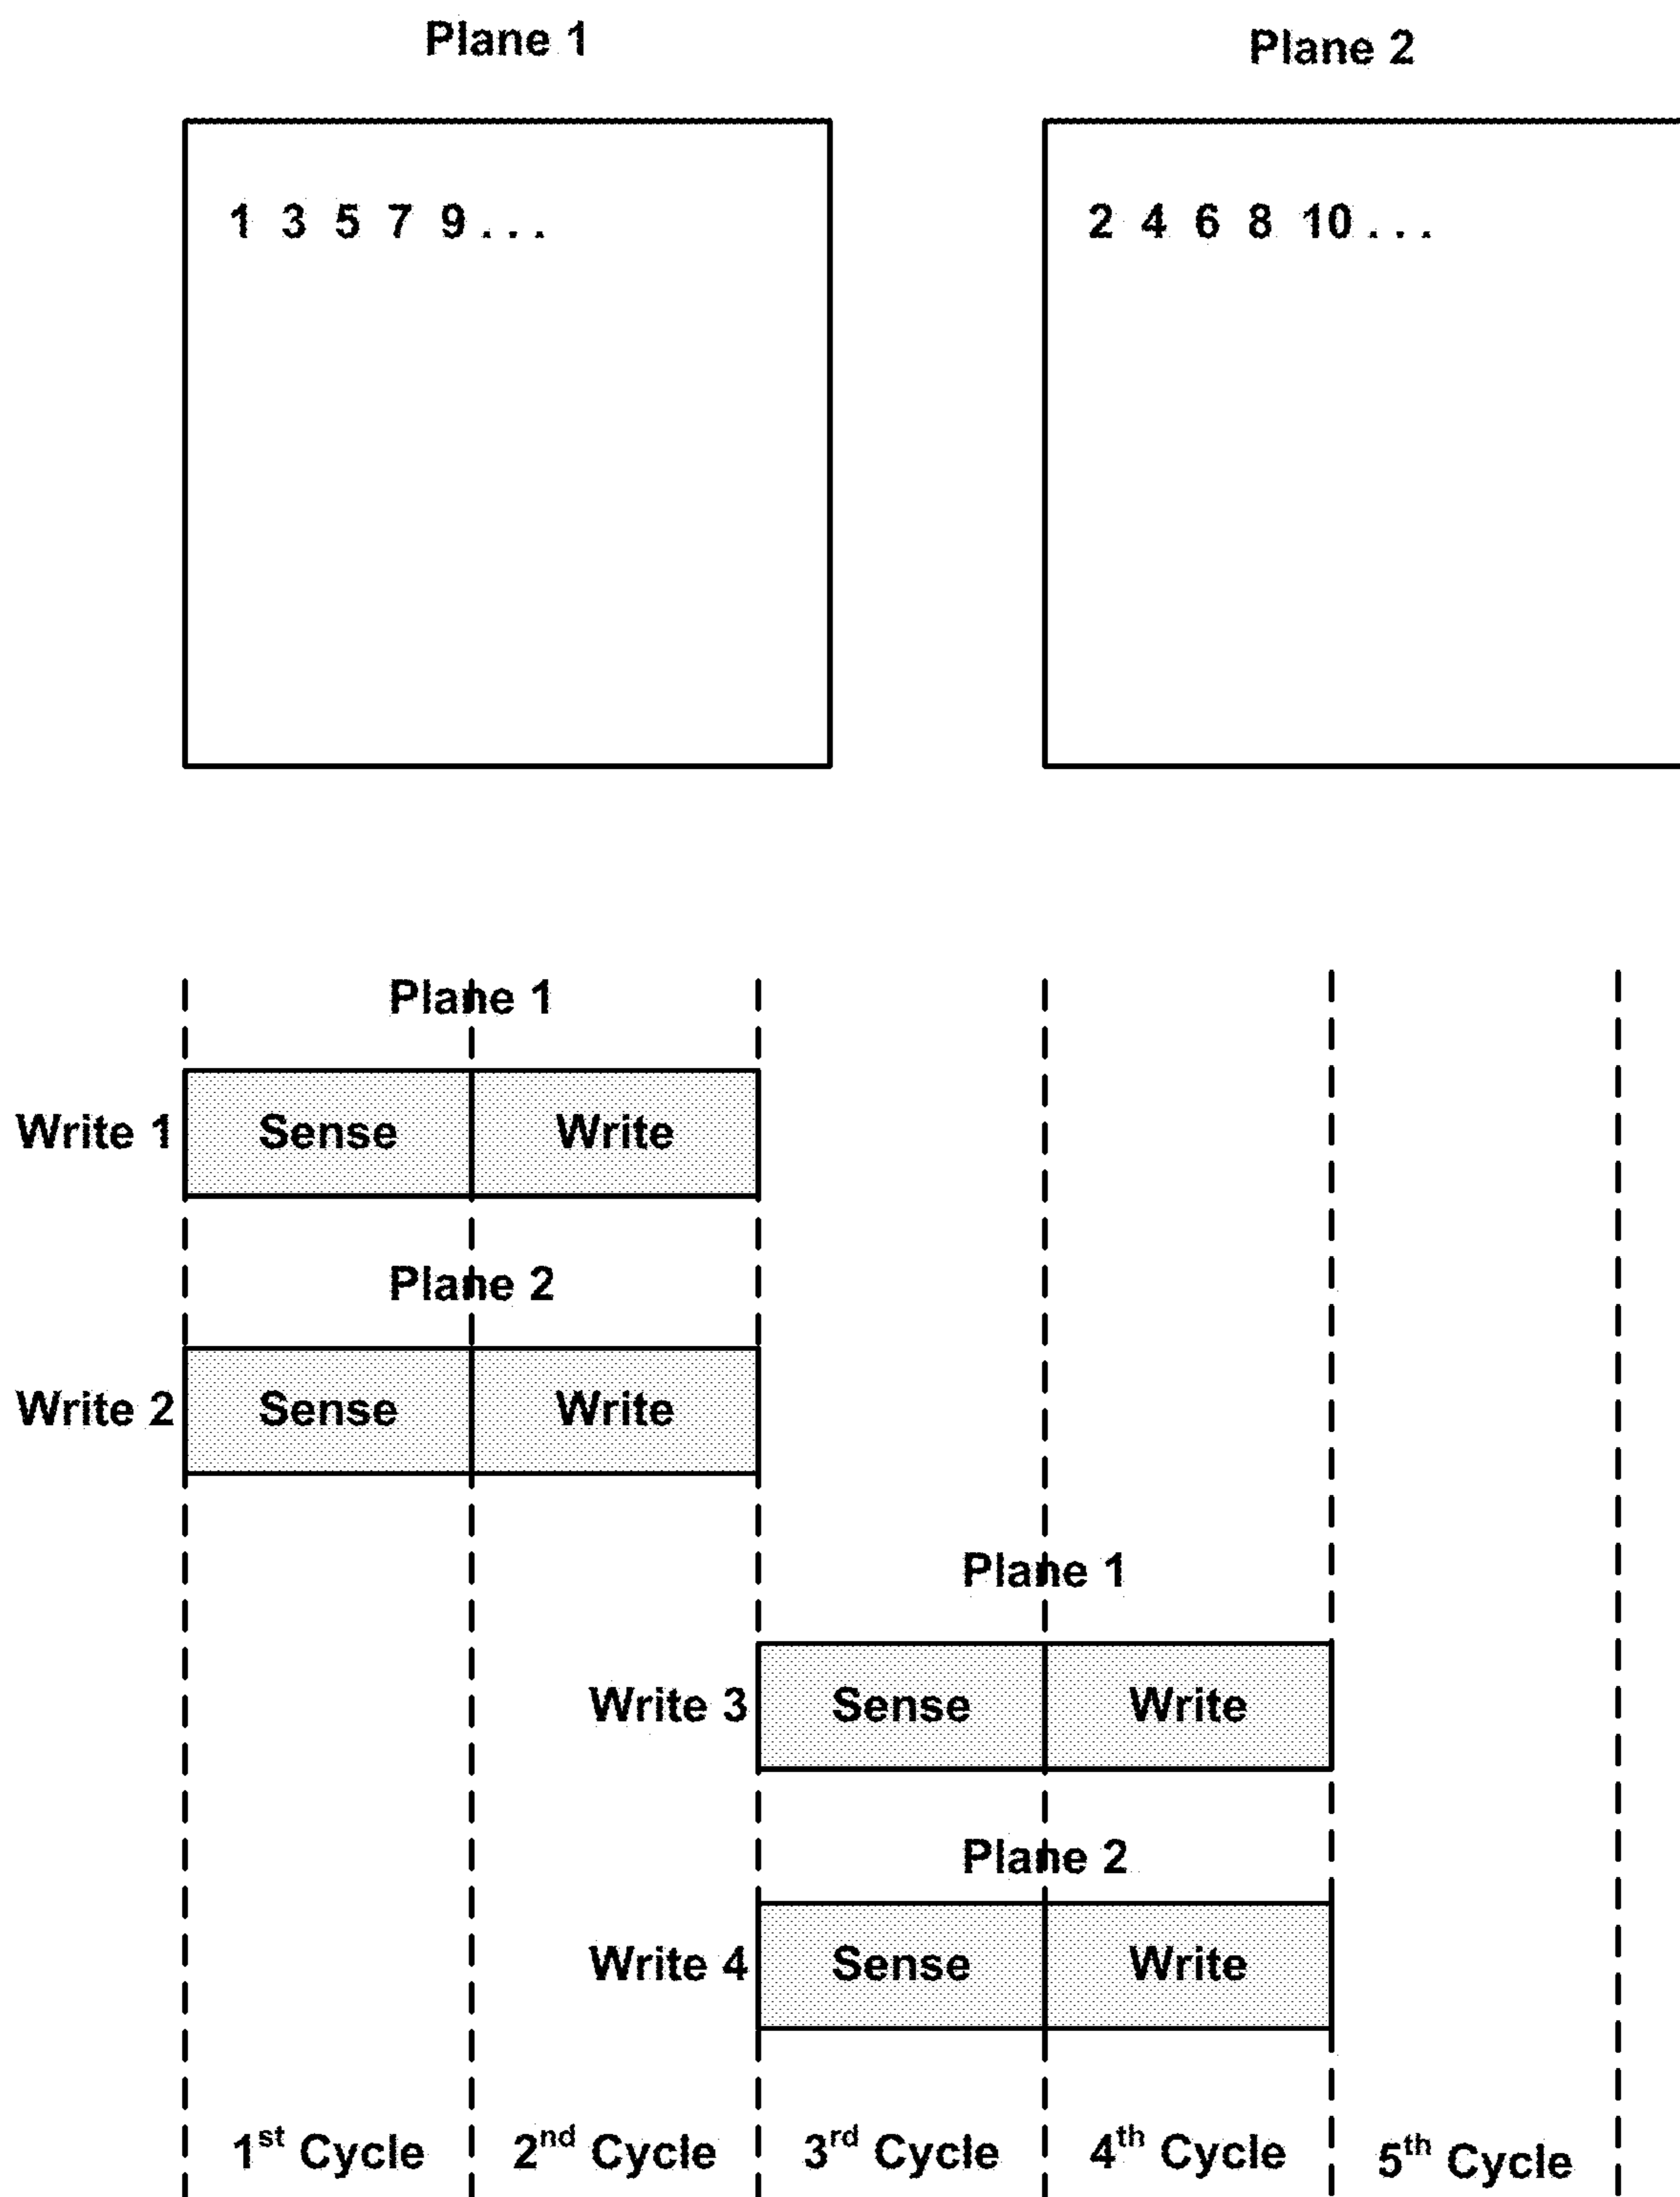 Plane 1
Plane 2
1 3 5 7 9 . . .
2 4 6 8 10 . . .
Plane 1
Write 1 Sense Write
Plane 2
Write 2 Sense Write
Plane 1
Write 3 Sense Write
Plane 2
Write 4 Sense Write
1st Cycle 2nd Cycle 3rd Cycle 4th Cycle 5th Cycle